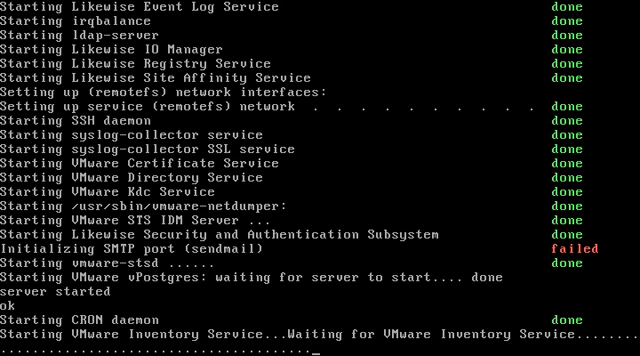 Starting Likewise Event Log Service done
Starting irqbalance done
Starting ldap-server done
Starting Likewise IO Manager done
Starting Likewise Registry Service done
Starting Likewise Site Affinity Service done
Setting up (remotefs) network interfaces:
Setting up service (remotefs) network . . . . . . . . . . done
Starting SSH daemon done
Starting syslog-collector service done
Starting syslog-collector SSL service done
Starting VMware Certificate Service done
Starting VMware Directory Service done
Starting VMware Kdc Service done
Starting /usr/sbin/vmware-netdumper: done
Starting VMware STS IDM Server ... done
Starting Likewise Security and Authentication Subsystem done
Initializing SMTP port (sendmail) failed
Starting vmware-stsd ...... done
Starting VMware vPostgres: waiting for server to start.... done
server started
ok
Starting CRON daemon done
Starting VMware Inventory Service...Waiting for VMware Inventory Service........
......................................._